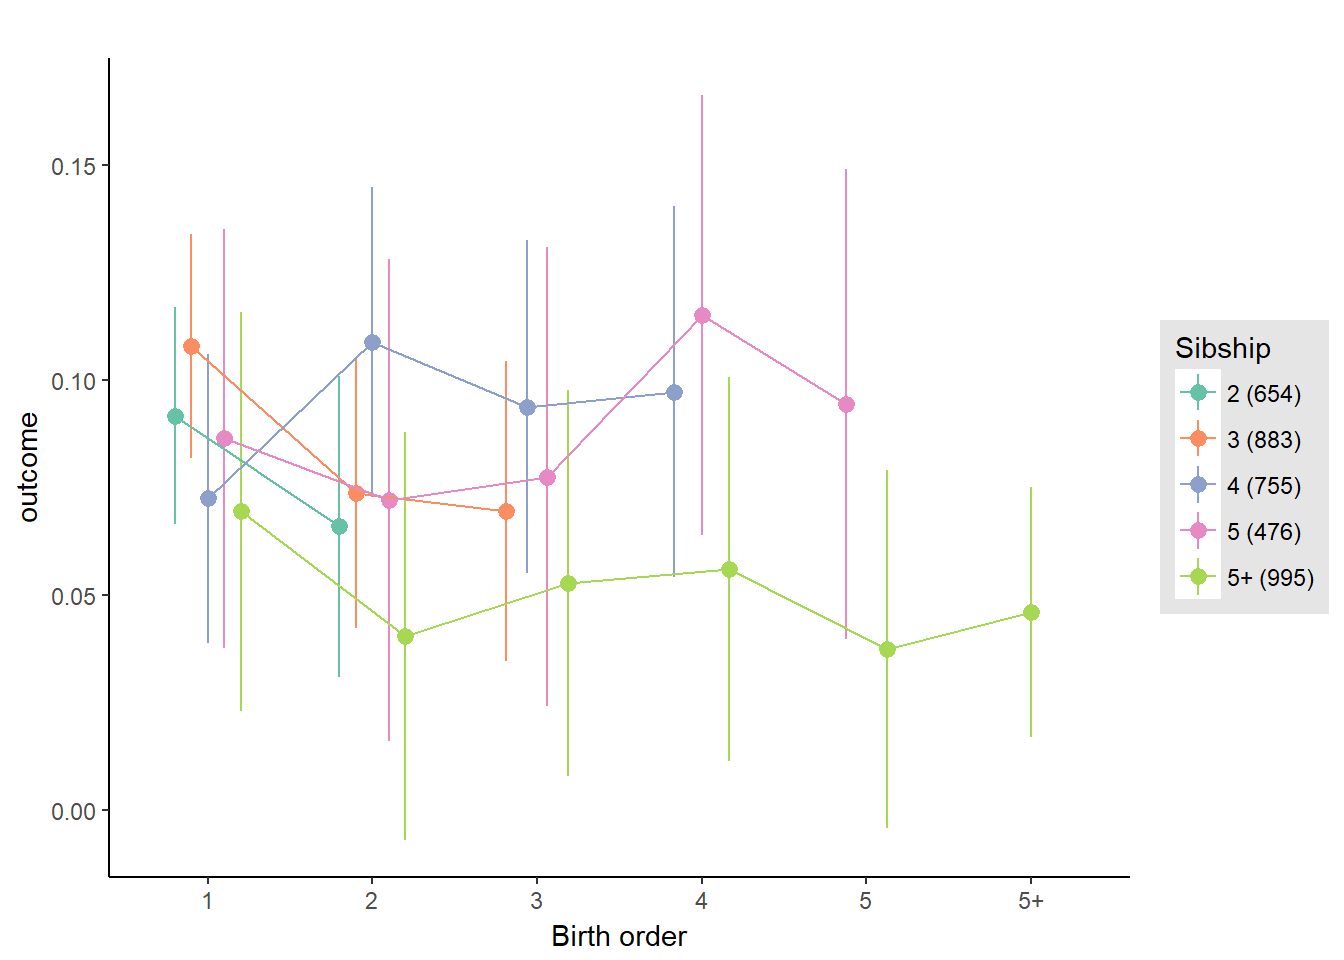 0.15
0.10
0.05
0.00
outcome
1 2 3 4 5 5+
Birth order
Sibship
2 (654)
3 (883)
4 (755)
5 (476)
5+ (995)